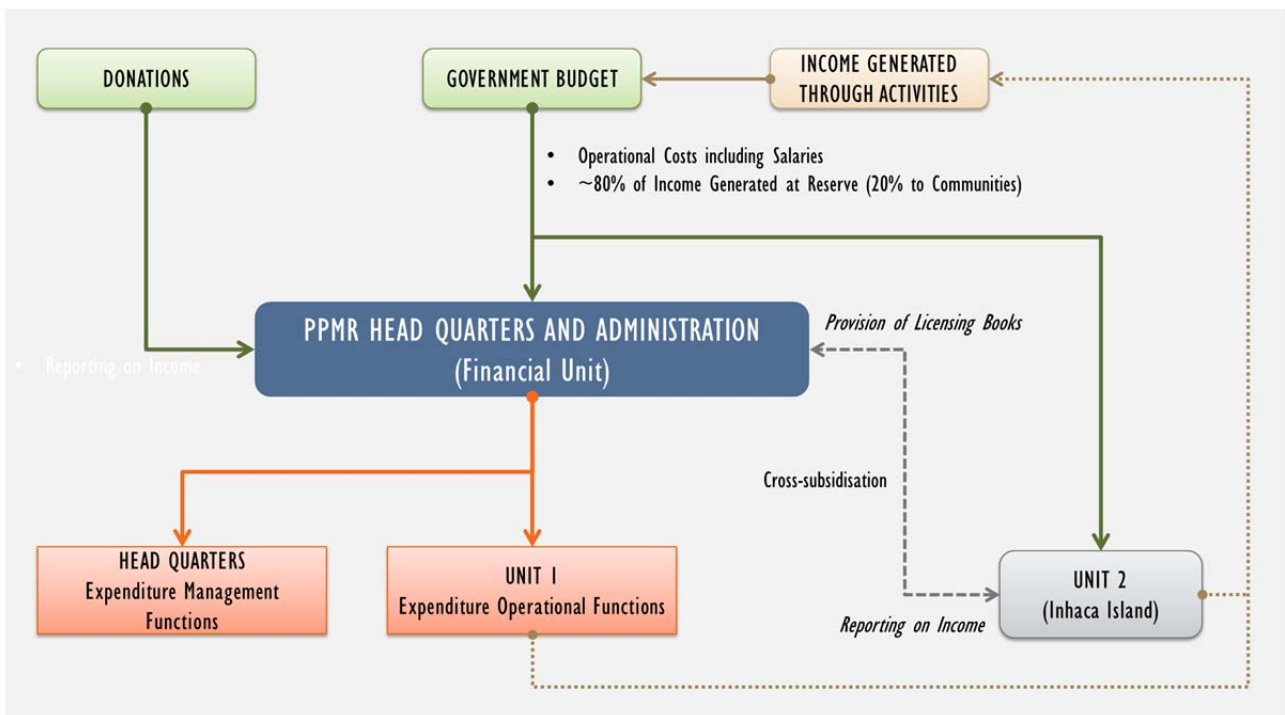 DONATIONS
GOVERNMENT BUDGET
INCOME GENERATED
THROUGH ACTIVITIES
• Operational Costs including Salaries
• ~80% of Income Generated at Reserve (20% to Communities)
PPMR HEAD QUARTERS AND ADMINISTRATION
(Financial Unit)
Provision of Licensing Books
• Reporting on Income
Cross-subsidisation
HEAD QUARTERS
Expenditure Management
Functions
UNIT 1
Expenditure Operational Functions
UNIT 2
(Inhaca Island)
Reporting on Income